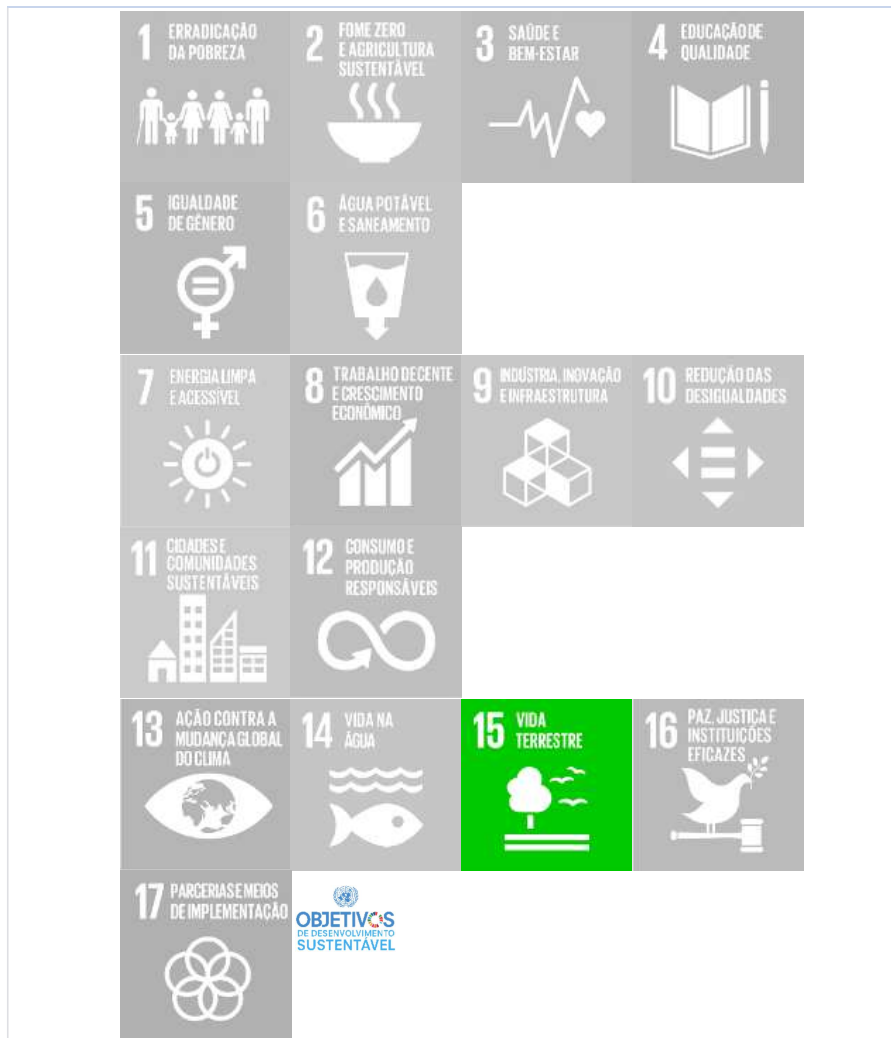 1 ERRADICAÇÃO
DA POBREZA
2 FOME ZERO
E AGRICULTURA
SUSTENTÁVEL
3 SAÚDE E
BEM-ESTAR
4 EDUCAÇÃO DE
QUALIDADE
5 IGUALDADE
DE GÊNERO
6 ÁGUA POTÁVEL
E SANEAMENTO
7 ENERGIA LIMPA
E ACESSÍVEL
8 TRABALHO DECENTE
E CRESCIMENTO
ECONÔMICO
9 INDÚSTRIA, INOVAÇÃO
E INFRAESTRUTURA
10 REDUÇÃO DAS
DESIGUALDADES
11 CIDADES E
COMUNIDADES
SUSTENTÁVEIS
12 CONSUMO E
PRODUÇÃO
RESPONSÁVEIS
13 AÇÃO CONTRA A
MUDANÇA GLOBAL
DO CLIMA
14 VIDA NA
ÁGUA
15 VIDA
TERRESTRE
16 PAZ, JUSTIÇA E
INSTITUIÇÕES
EFICAZES
17 PARCERIAS E MEIOS
DE IMPLEMENTAÇÃO
OBJETIVOS
DE DESENVOLVIMENTO
SUSTENTÁVEL